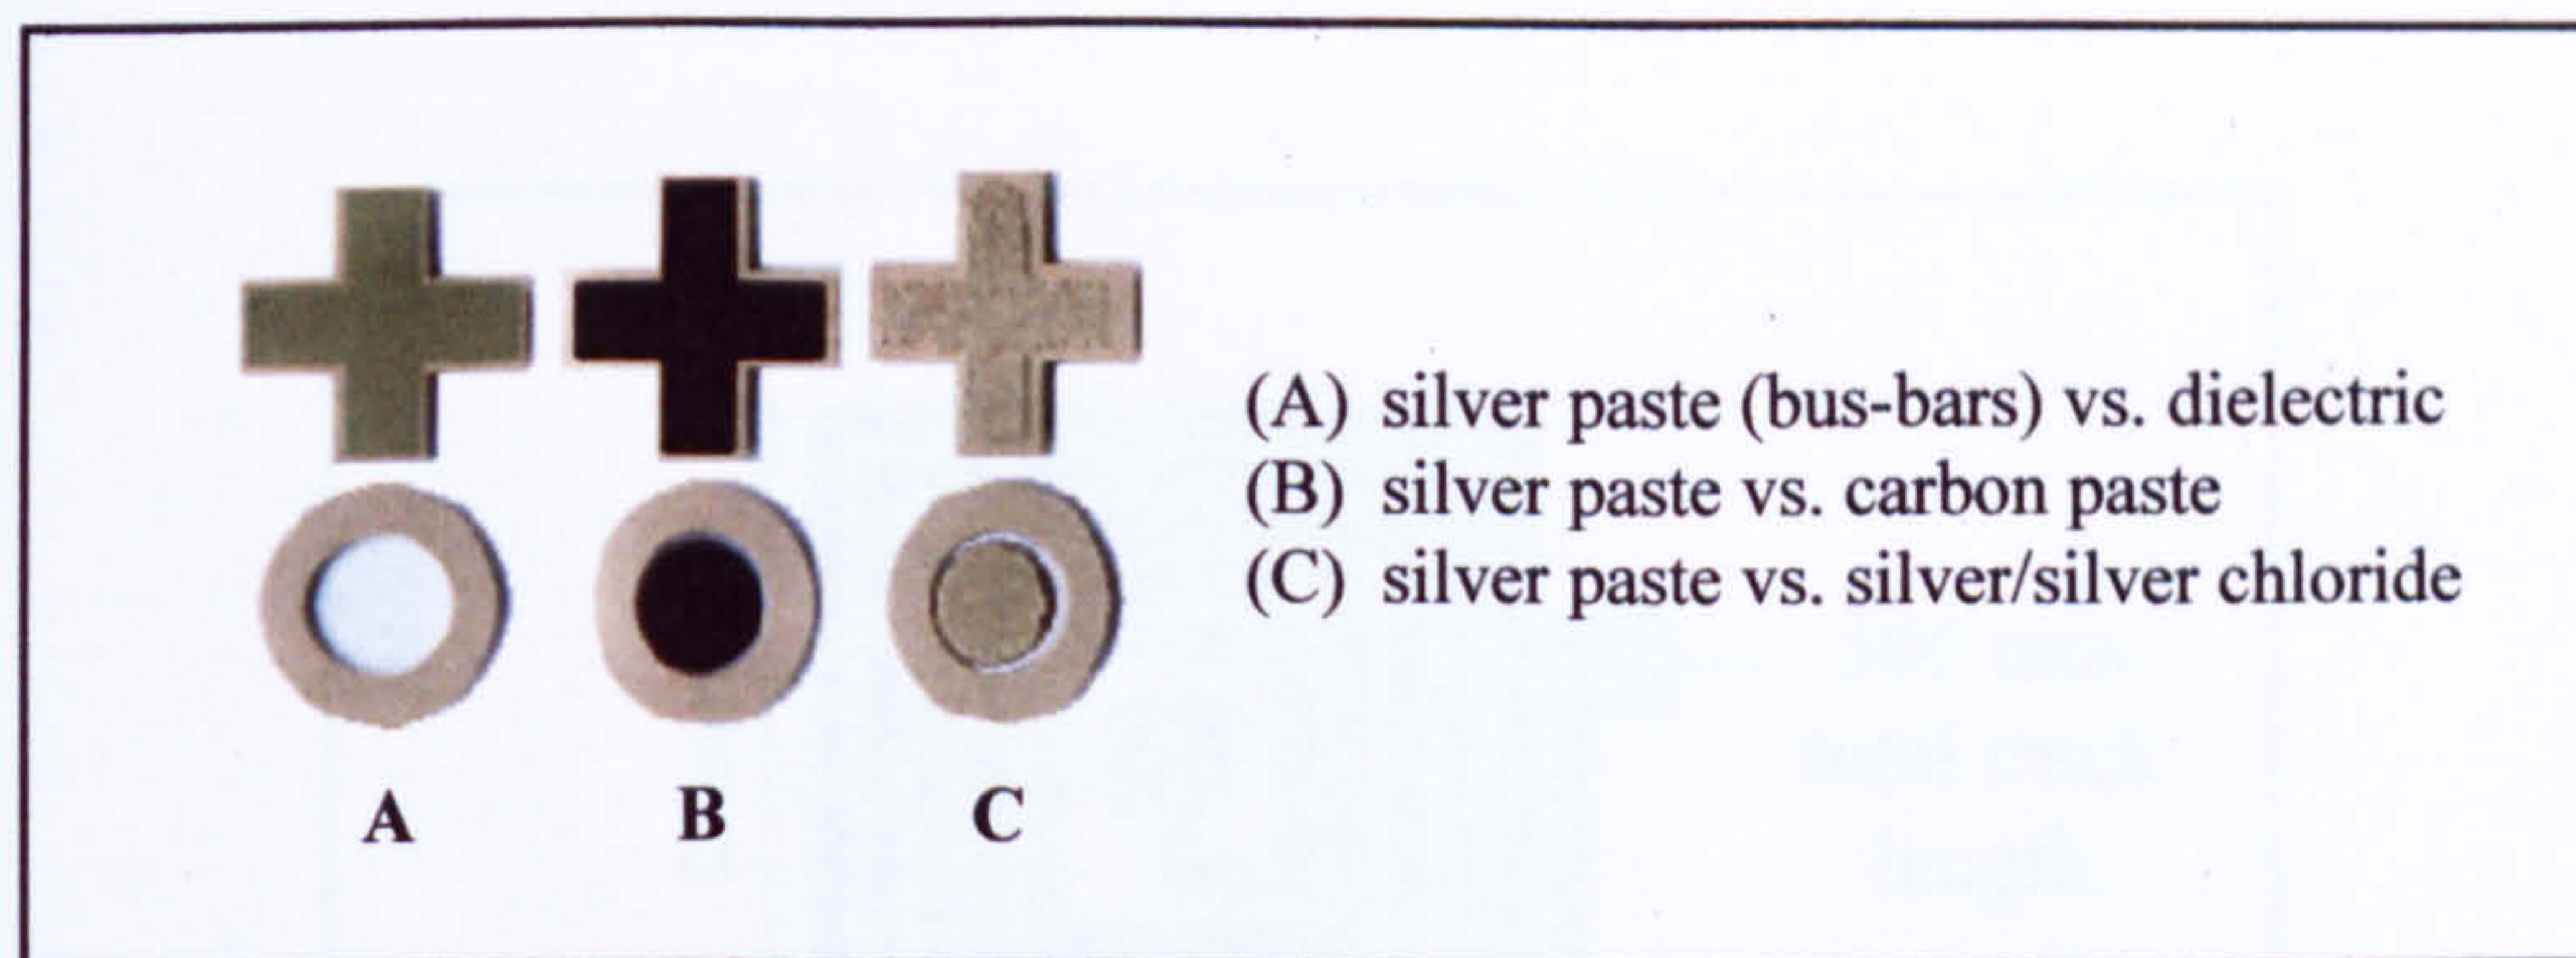 (A) silver paste (bus-bars) vs. dielectric
(B) silver paste vs. carbon paste
(C) silver paste vs. silver/silver chloride
A B C